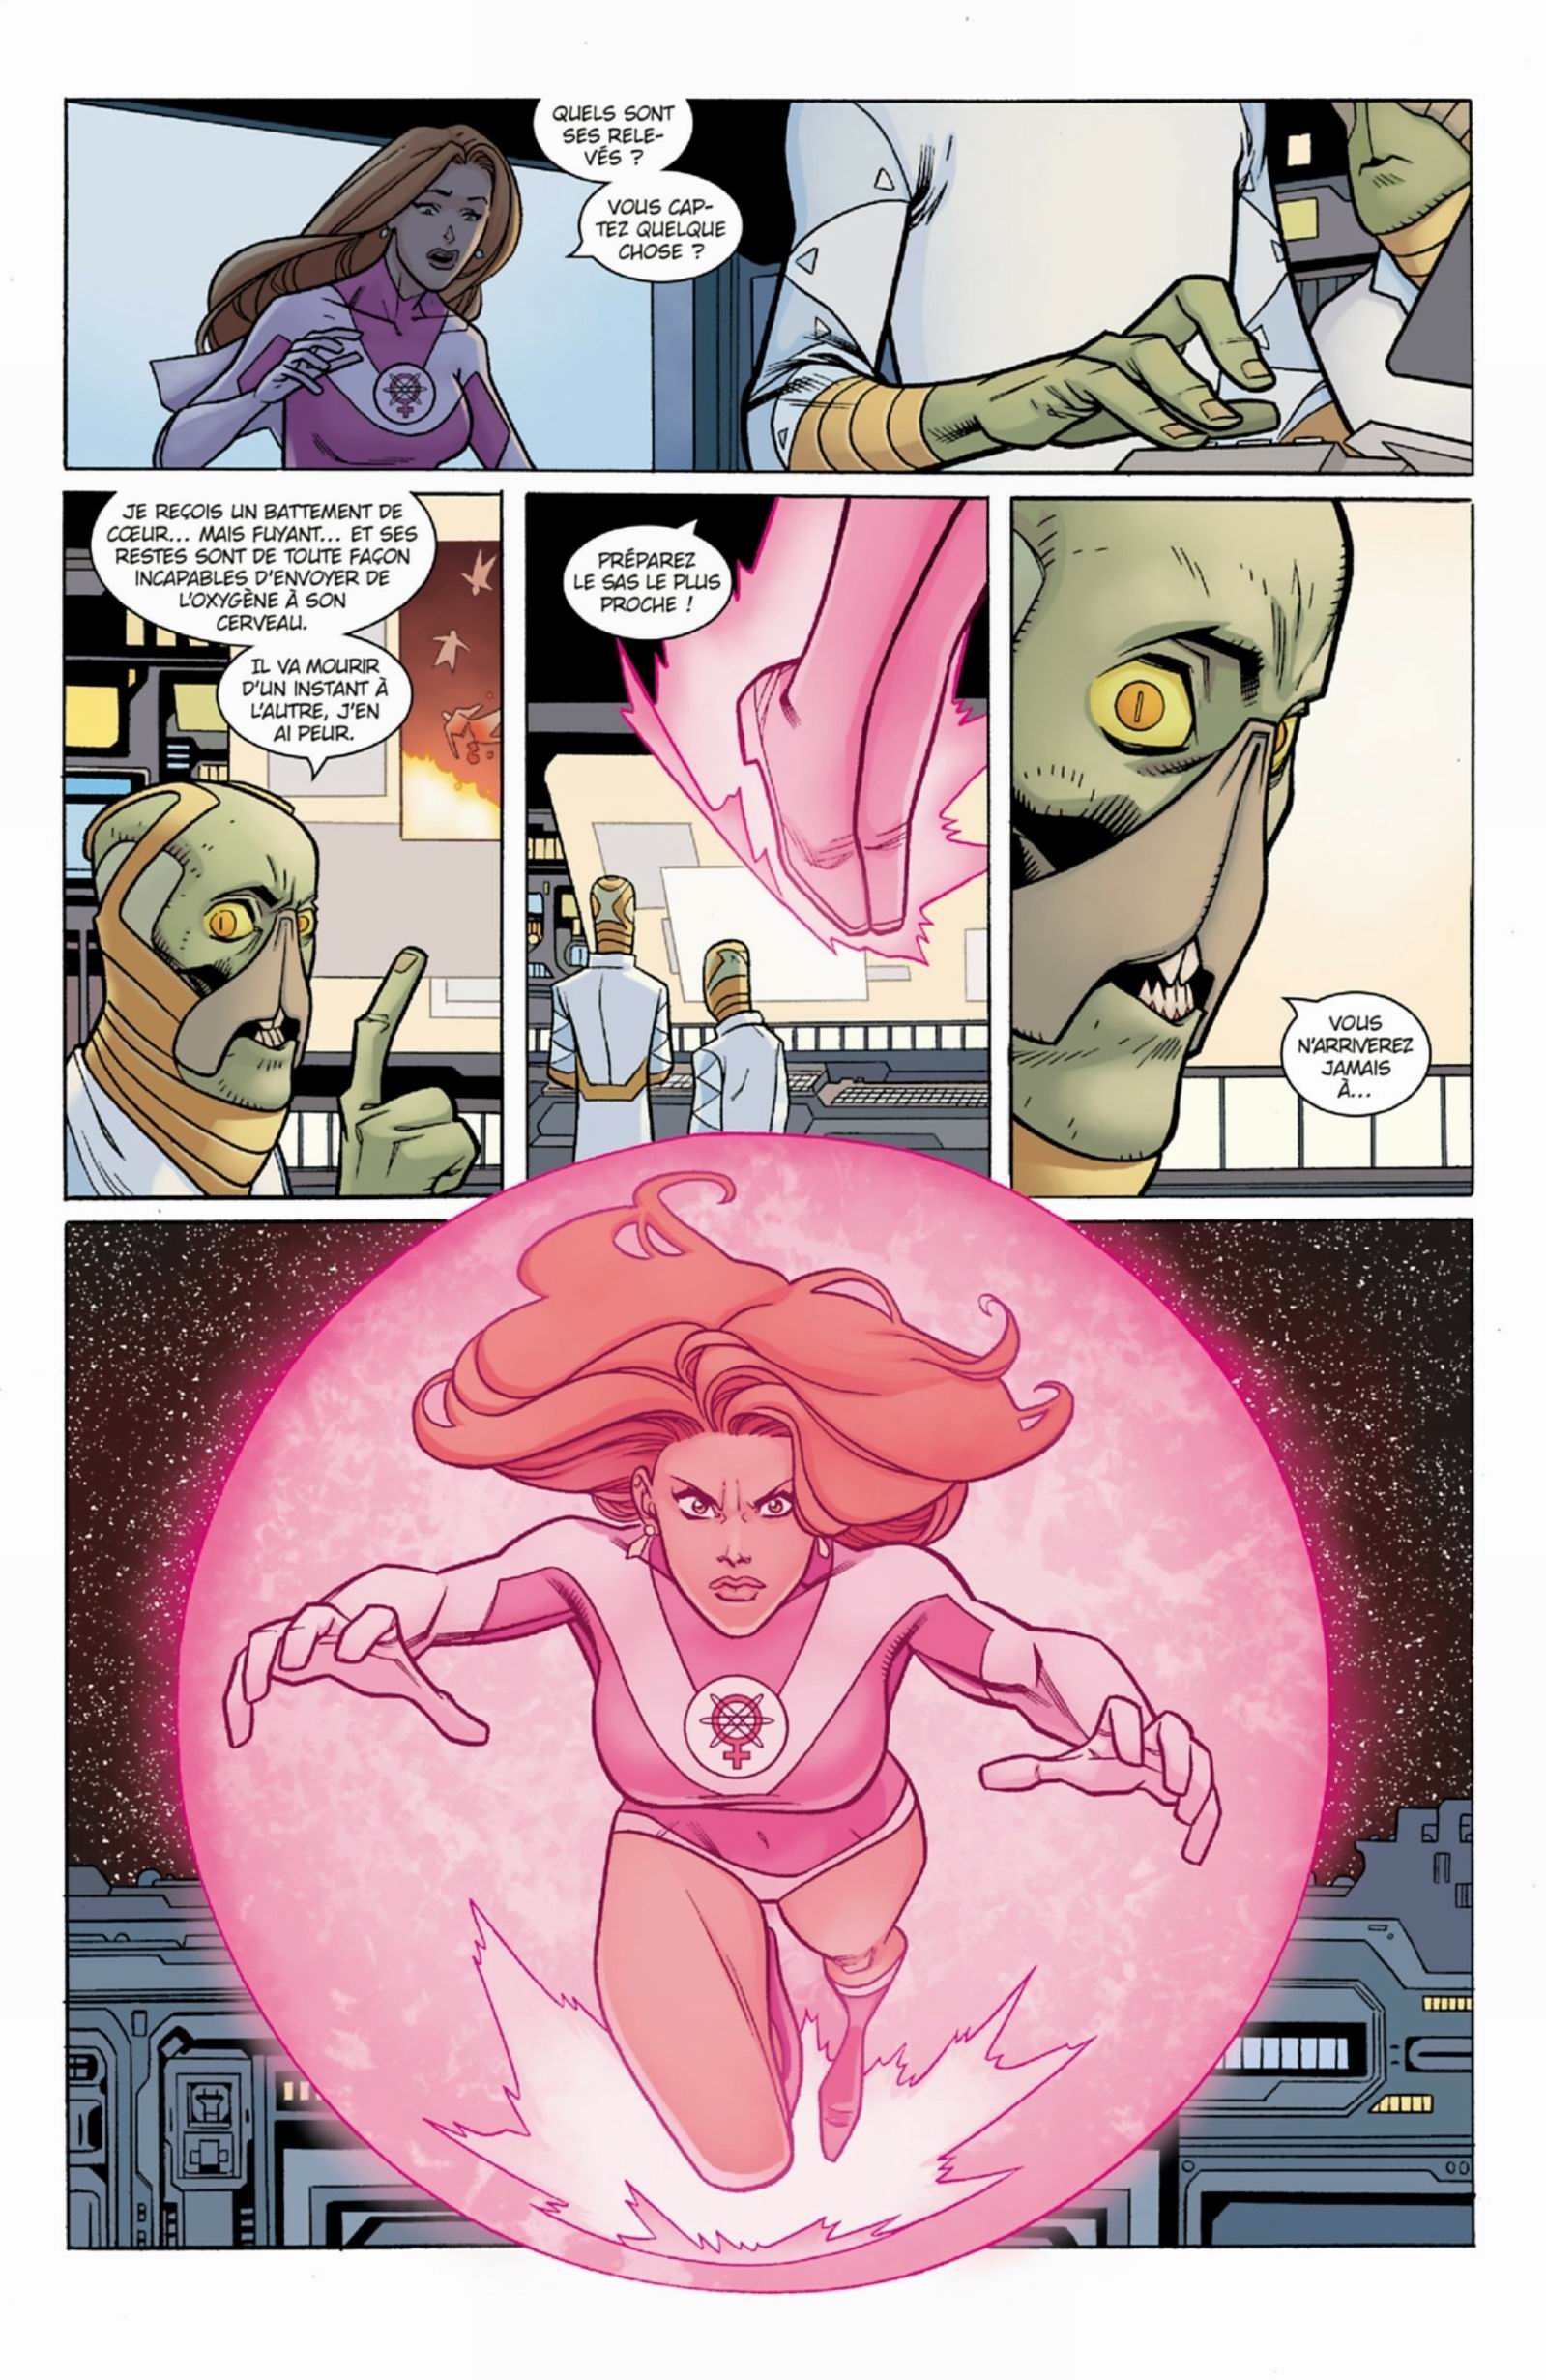 QUELS SONT
SES RELE-
VÉS ?
VOUS CAP-
TEZ QUELQUE
CHOSE ?
JE REÇOIS UN BATTEMENT DE
CŒUR... MAIS FUYANT... ET SES
RESTES SONT DE TOUTE FAÇON
INCAPABLES D'ENVOYER DE
L'OXYGÈNE À SON
CERVEAU.
IL VA MOURIR
D'UN INSTANT À
L'AUTRE, J'EN
AI PEUR.
PRÉPAREZ
LE SAS LE PLUS
PROCHE !
VOUS
N'ARRIVEREZ
JAMAIS
À...